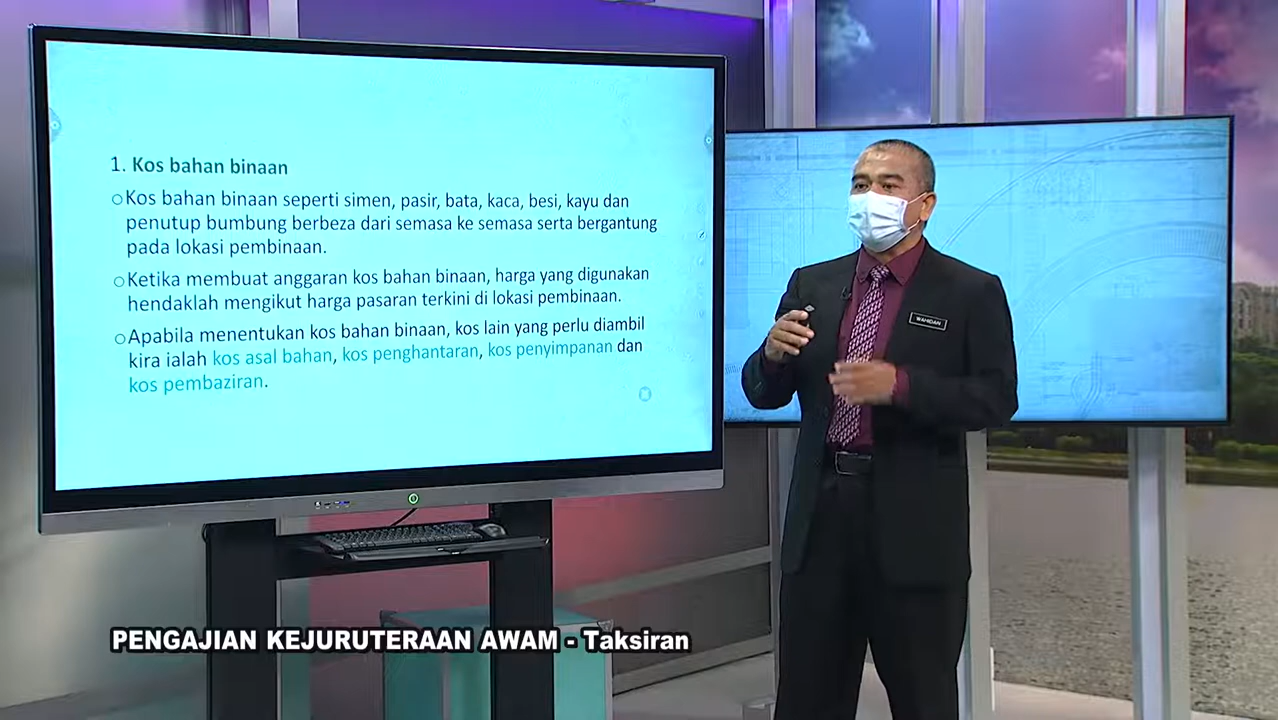 1. Kos bahan binaan
Kos bahan binaan seperti simen, pasir, bata, kaca, besi, kayu dan
penutup bumbung berbeza dari semasa ke semasa serta bergantung
pada lokasi pembinaan.
Ketika membuat anggaran kos bahan binaan, harga yang digunakan
hendaklah mengikut harga pasaran terkini di lokasi pembinaan.
Apabila menentukan kos bahan binaan, kos lain yang perlu diambil
kira ialah kos asal bahan, kos penghantaran, kos penyimpanan dan
kos pembaziran.
WAHIDAN
PENGAJIAN KEJURUTERAAN AWAM - Taksiran